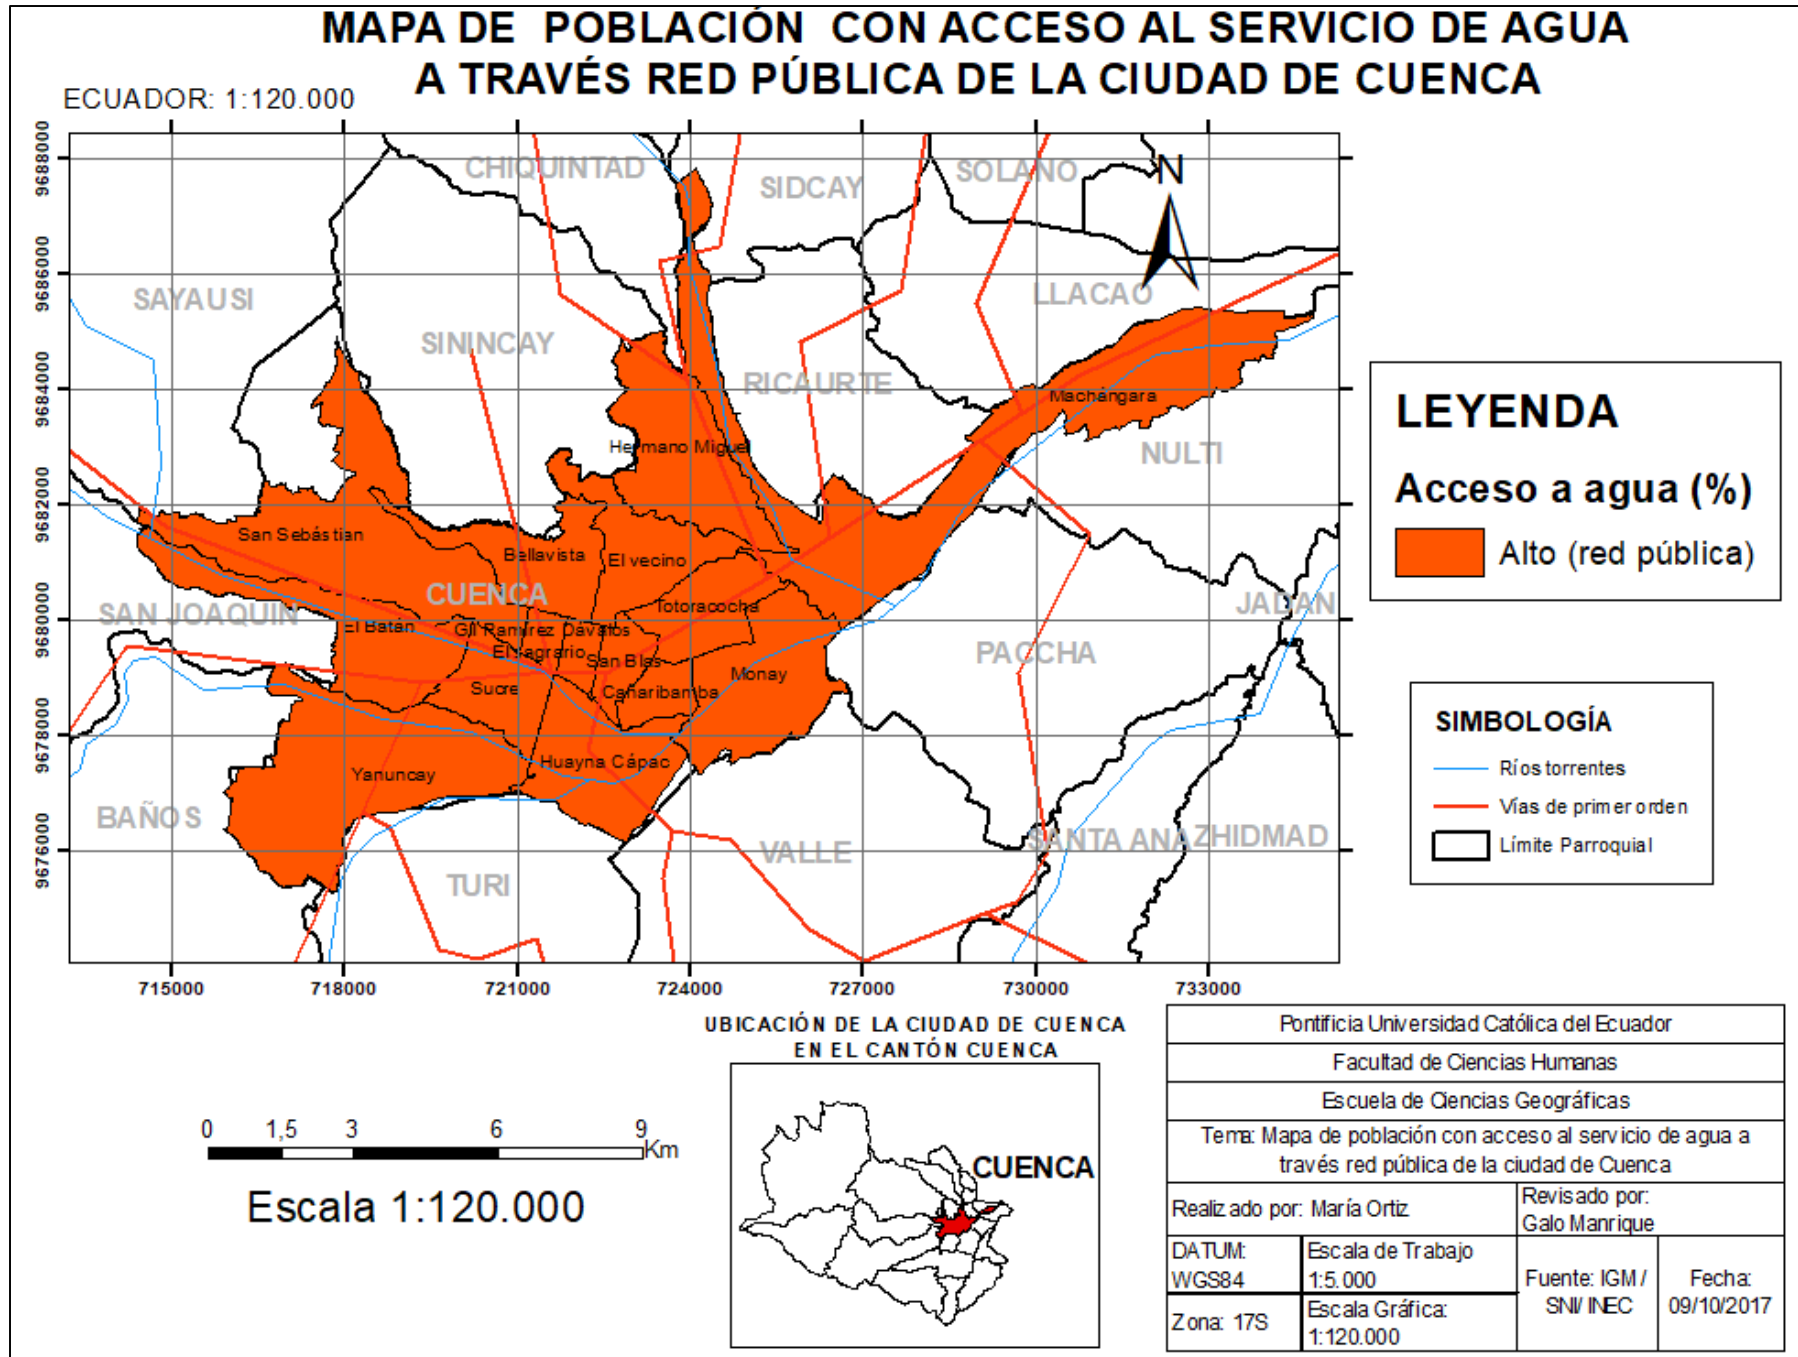 MAPA DE POBLACIÓN CON ACCESO AL SERVICIO DE AGUA
A TRAVÉS RED PÚBLICA DE LA CIUDAD DE CUENCA
ECUADOR: 1:120.000
9688000
9686000
9684000
9682000
9680000
9678000
9676000
CHIQUINTAD
SIDCAY
SOLANO
N
SAYAUSI
LLACAO
SININCAY
RICAURTE
Machángara
Hermano Miguel
NULTI
San Sebástian
Bellavista
El vecino
CUENCA
Totoracocha
SAN JOAQUIN
JADAN
El Batán
Gil Ramírez Dávalos
El sagrario
San Blas
PACCHA
Monay
Sucre
Cañaribamba
Huayna Cápac
Yanuncay
BAÑOS
SANTA ANA
ZHIDMAD
VALLE
TURI
715000
718000
721000
724000
727000
730000
733000
LEYENDA
Acceso a agua (%)
Alto (red pública)
SIMBOLOGÍA
Ríos torrentes
Vías de primer orden
Límite Parroquial
UBICACIÓN DE LA CIUDAD DE CUENCA
EN EL CANTÓN CUENCA
CUENCA
0 1,5 3 6 9
Km
Escala 1:120.000
Pontificia Universidad Católica del Ecuador
Facultad de Ciencias Humanas
Escuela de Ciencias Geográficas
Tema: Mapa de población con acceso al servicio de agua a
través red pública de la ciudad de Cuenca
Realizado por: María Ortiz
Revisado por:
Galo Manrique
DATUM:
WGS84
Escala de Trabajo
1:5.000
Fuente: IGM /
SNI/ INEC
Fecha:
09/10/2017
Zona: 17S
Escala Gráfica:
1:120.000